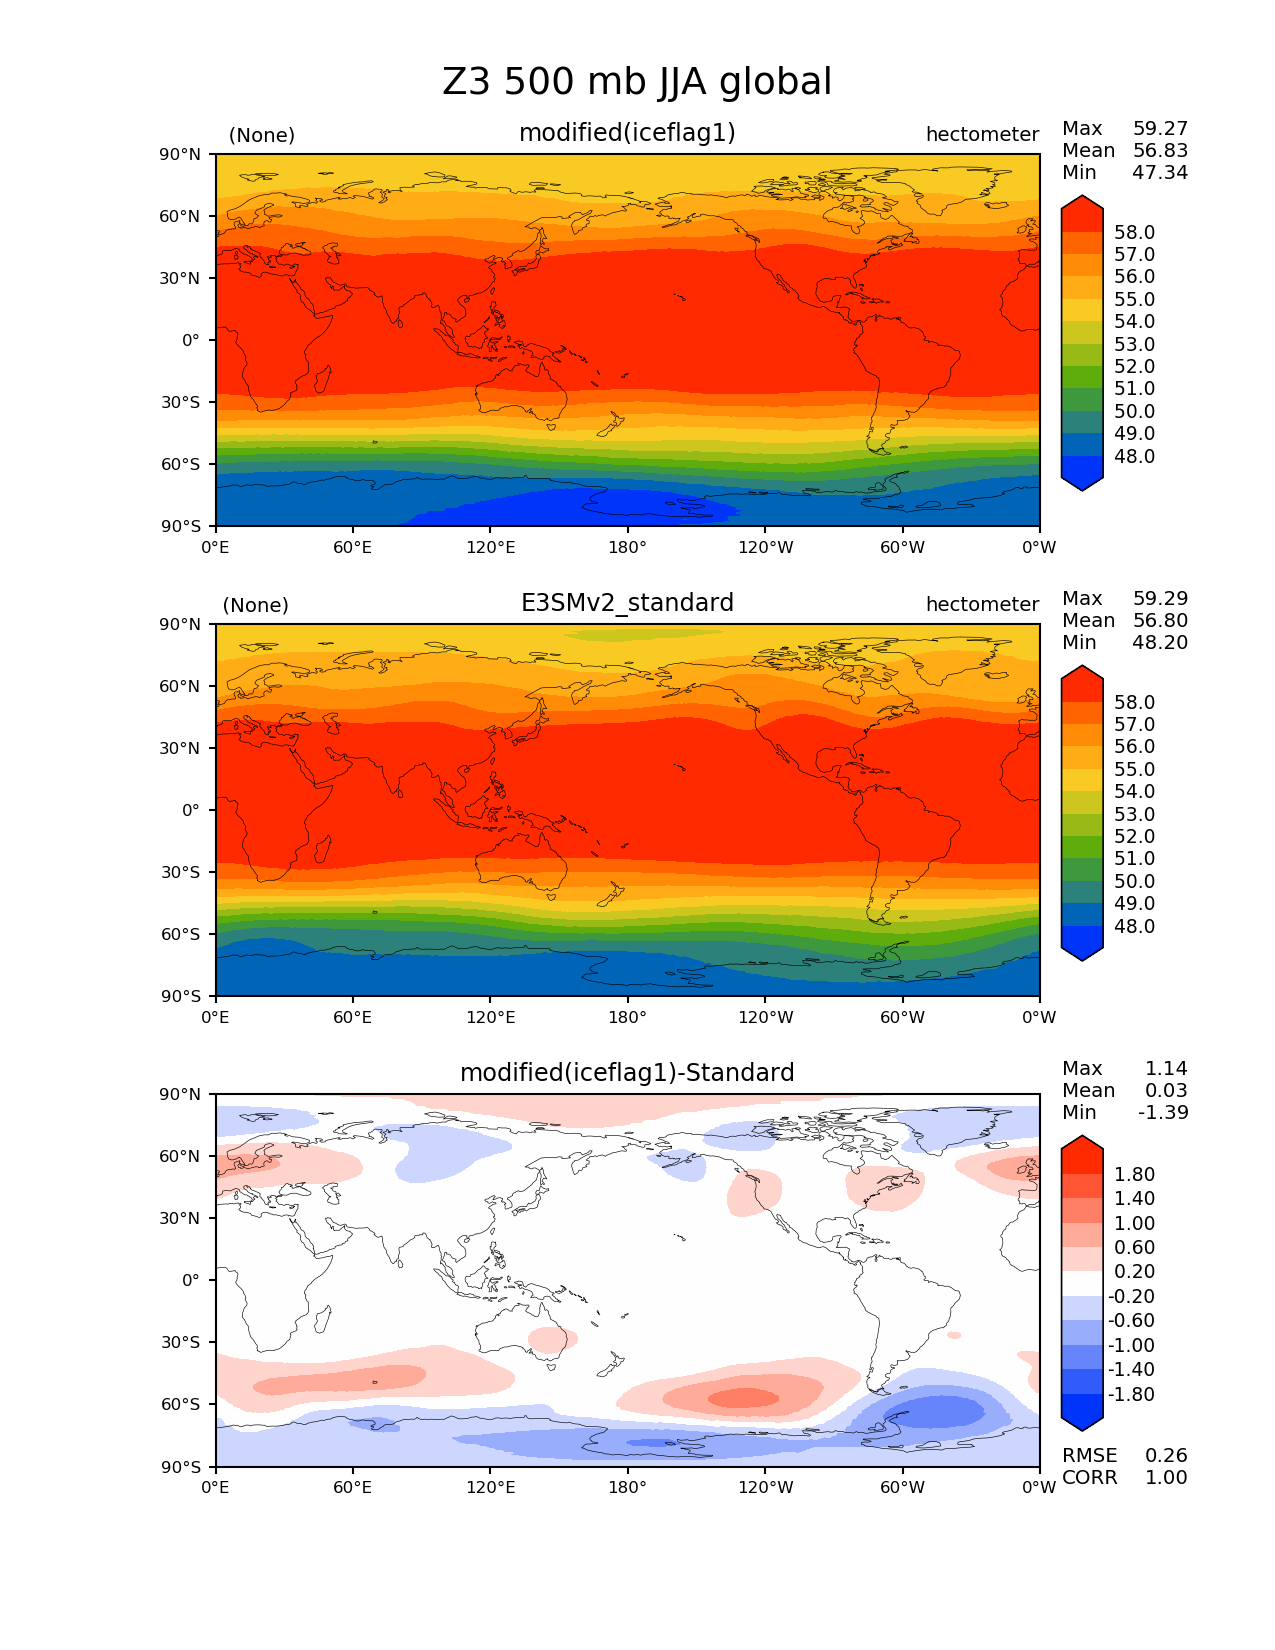 Z3 500 mb JJA global
(None) modified(iceflag1) hectometer
Max 59.27
Mean 56.83
Min 47.34
90°N
60°N
30°N
0°
30°S
60°S
90°S
0°E 60°E 120°E 180° 120°W 60°W 0°W
58.0
57.0
56.0
55.0
54.0
53.0
52.0
51.0
50.0
49.0
48.0
(None) E3SMv2_standard hectometer
Max 59.29
Mean 56.80
Min 48.20
90°N
60°N
30°N
0°
30°S
60°S
90°S
0°E 60°E 120°E 180° 120°W 60°W 0°W
58.0
57.0
56.0
55.0
54.0
53.0
52.0
51.0
50.0
49.0
48.0
modified(iceflag1)-Standard
Max 1.14
Mean 0.03
Min -1.39
90°N
60°N
30°N
0°
30°S
60°S
90°S
0°E 60°E 120°E 180° 120°W 60°W 0°W
1.80
1.40
1.00
0.60
0.20
-0.20
-0.60
-1.00
-1.40
-1.80
RMSE 0.26
CORR 1.00